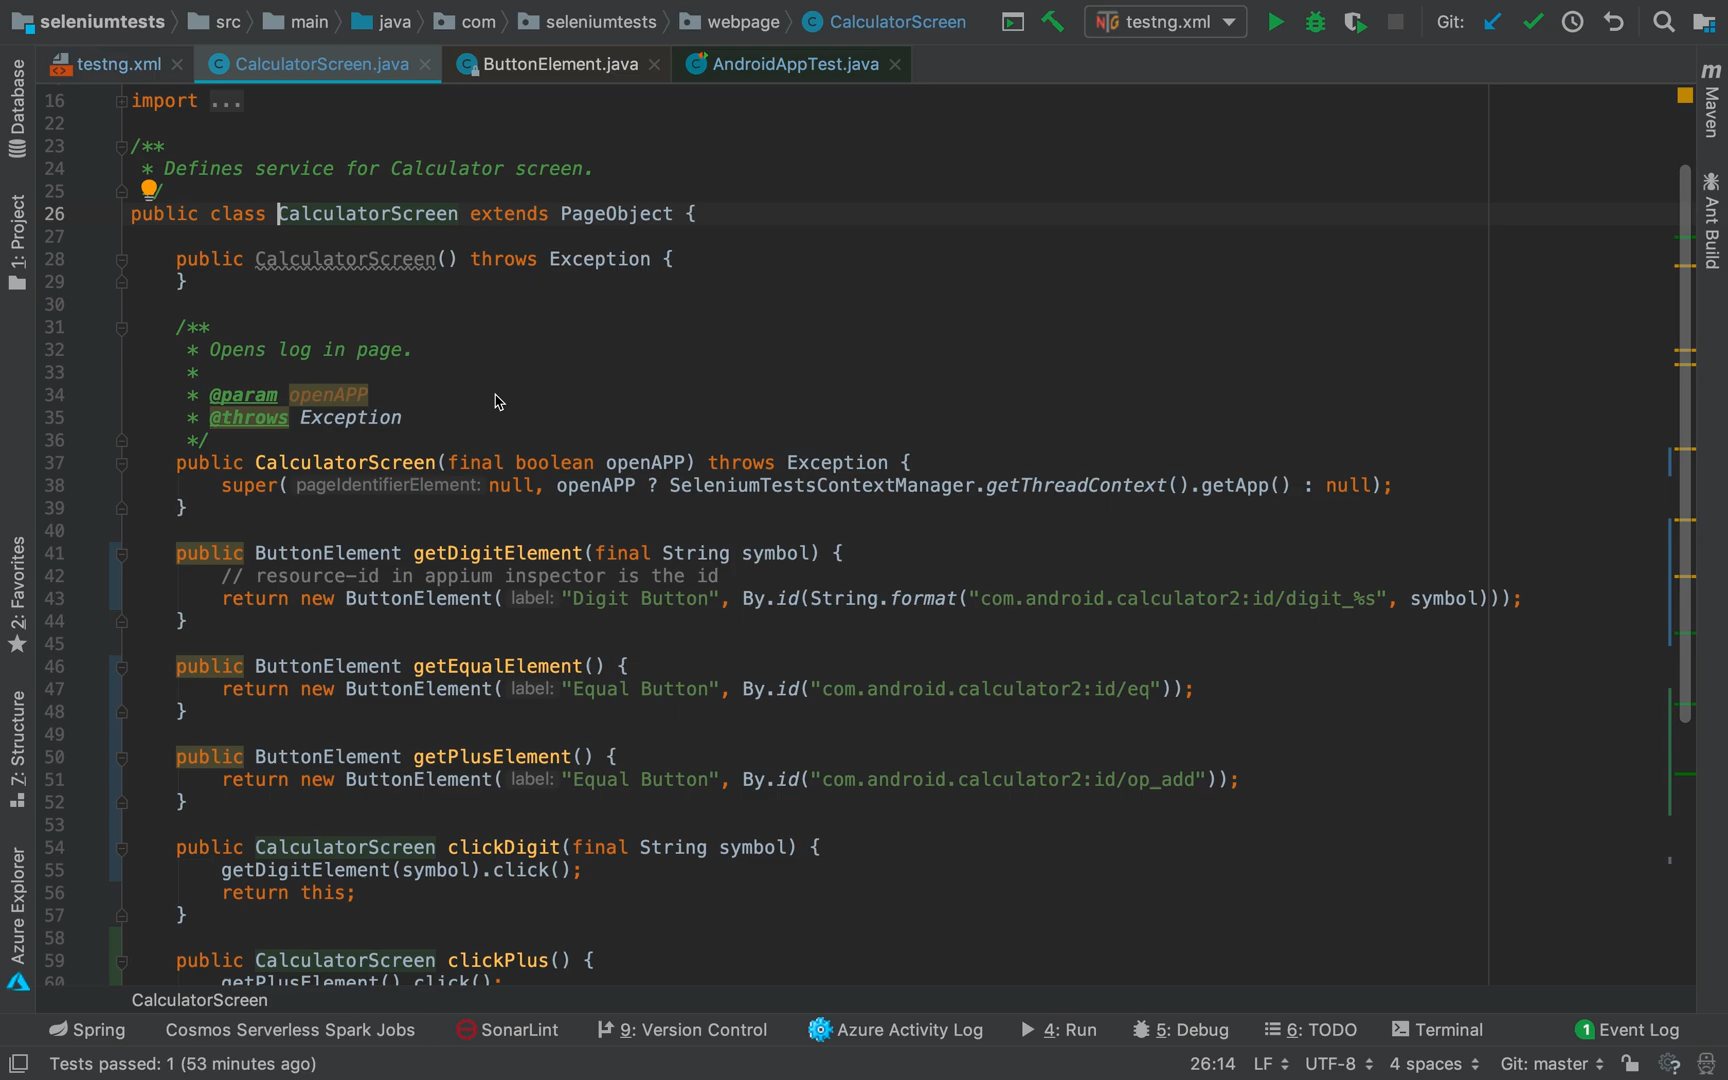 seleniumtests src main java com seleniumtests webpage CalculatorScreen testng.xml Git:
testng.xml CalculatorScreen.java ButtonElement.java AndroidAppTest.java
Database
1: Project
2: Favorites
7: Structure
Azure Explorer
m Maven
Ant Build
16 import ...
22
23 /**
24 * Defines service for Calculator screen.
25 */
26 public class CalculatorScreen extends PageObject {
27
28 public CalculatorScreen() throws Exception {
29 }
30
31 /**
32 * Opens log in page.
33 *
34 * @param openAPP
35 * @throws Exception
36 */
37 public CalculatorScreen(final boolean openAPP) throws Exception {
38 super( pageIdentifierElement: null, openAPP ? SeleniumTestsContextManager.getThreadContext().getApp() : null);
39 }
40
41 public ButtonElement getDigitElement(final String symbol) {
42 // resource-id in appium inspector is the id
43 return new ButtonElement( label: "Digit Button", By.id(String.format("com.android.calculator2:id/digit_%s", symbol)));
44 }
45
46 public ButtonElement getEqualElement() {
47 return new ButtonElement( label: "Equal Button", By.id("com.android.calculator2:id/eq"));
48 }
49
50 public ButtonElement getPlusElement() {
51 return new ButtonElement( label: "Equal Button", By.id("com.android.calculator2:id/op_add"));
52 }
53
54 public CalculatorScreen clickDigit(final String symbol) {
55 getDigitElement(symbol).click();
56 return this;
57 }
58
59 public CalculatorScreen clickPlus() {
60 getPlusElement().click();
CalculatorScreen
Spring Cosmos Serverless Spark Jobs SonarLint 9: Version Control Azure Activity Log 4: Run 5: Debug 6: TODO Terminal 1 Event Log
Tests passed: 1 (53 minutes ago) 26:14 LF UTF-8 4 spaces Git: master